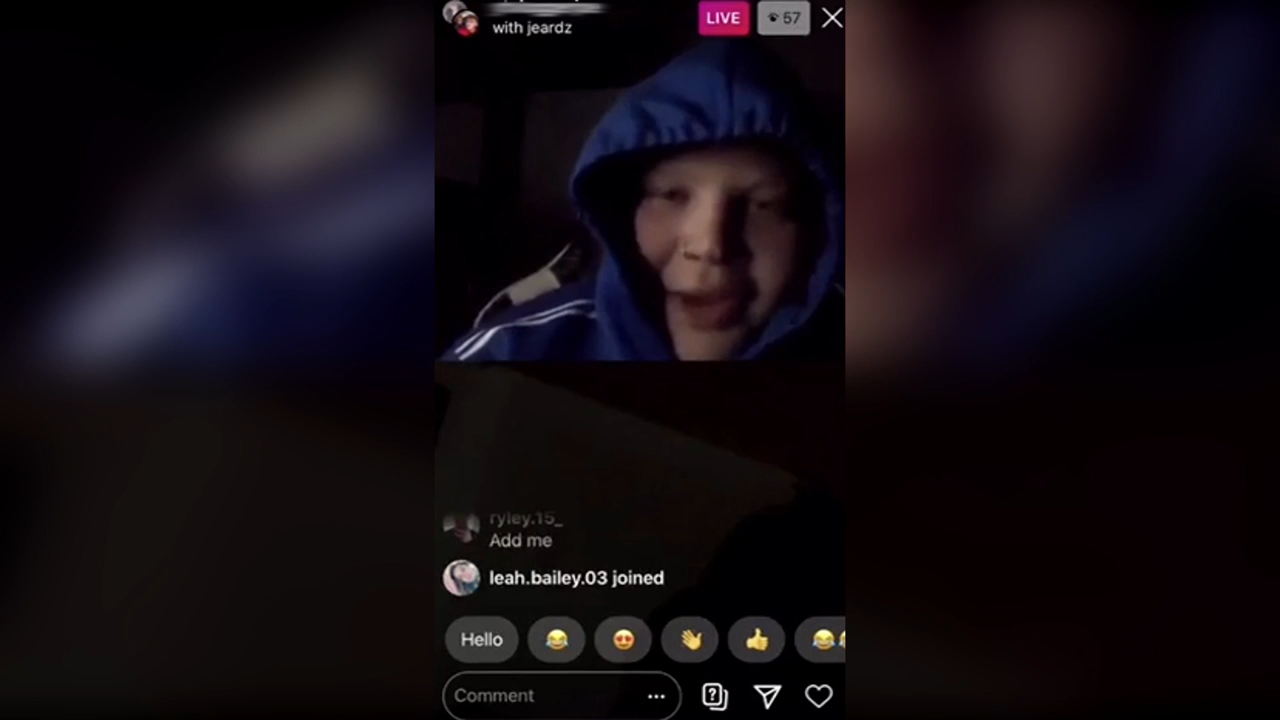 with jeardz
LIVE
57
ryley.15_
Add me
leah.bailey.03 joined
Hello
Comment